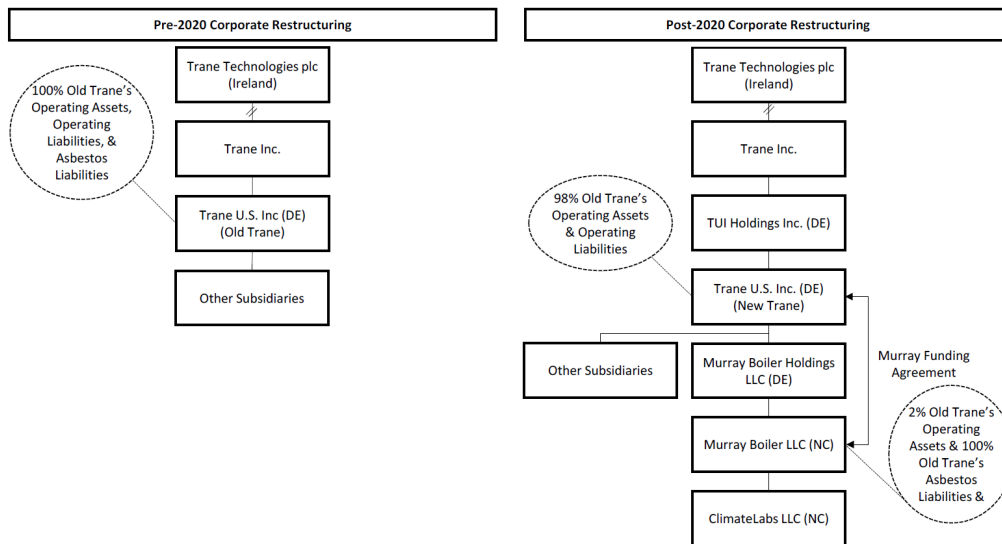 Pre-2020 Corporate Restructuring
Trane Technologies plc
(Ireland)
100% Old Trane's
Operating Assets,
Operating
Liabilities, &
Asbestos
Liabilities
Trane Inc.
Trane U.S. Inc (DE)
(Old Trane)
Other Subsidiaries
Post-2020 Corporate Restructuring
Trane Technologies plc
(Ireland)
Trane Inc.
98% Old Trane's
Operating Assets
& Operating
Liabilities
TUI Holdings Inc. (DE)
Trane U.S. Inc. (DE)
(New Trane)
Other Subsidiaries
Murray Boiler Holdings
LLC (DE)
Murray Funding
Agreement
Murray Boiler LLC (NC)
2% Old Trane's
Operating
Assets & 100%
Old Trane's
Asbestos
Liabilities &
ClimateLabs LLC (NC)